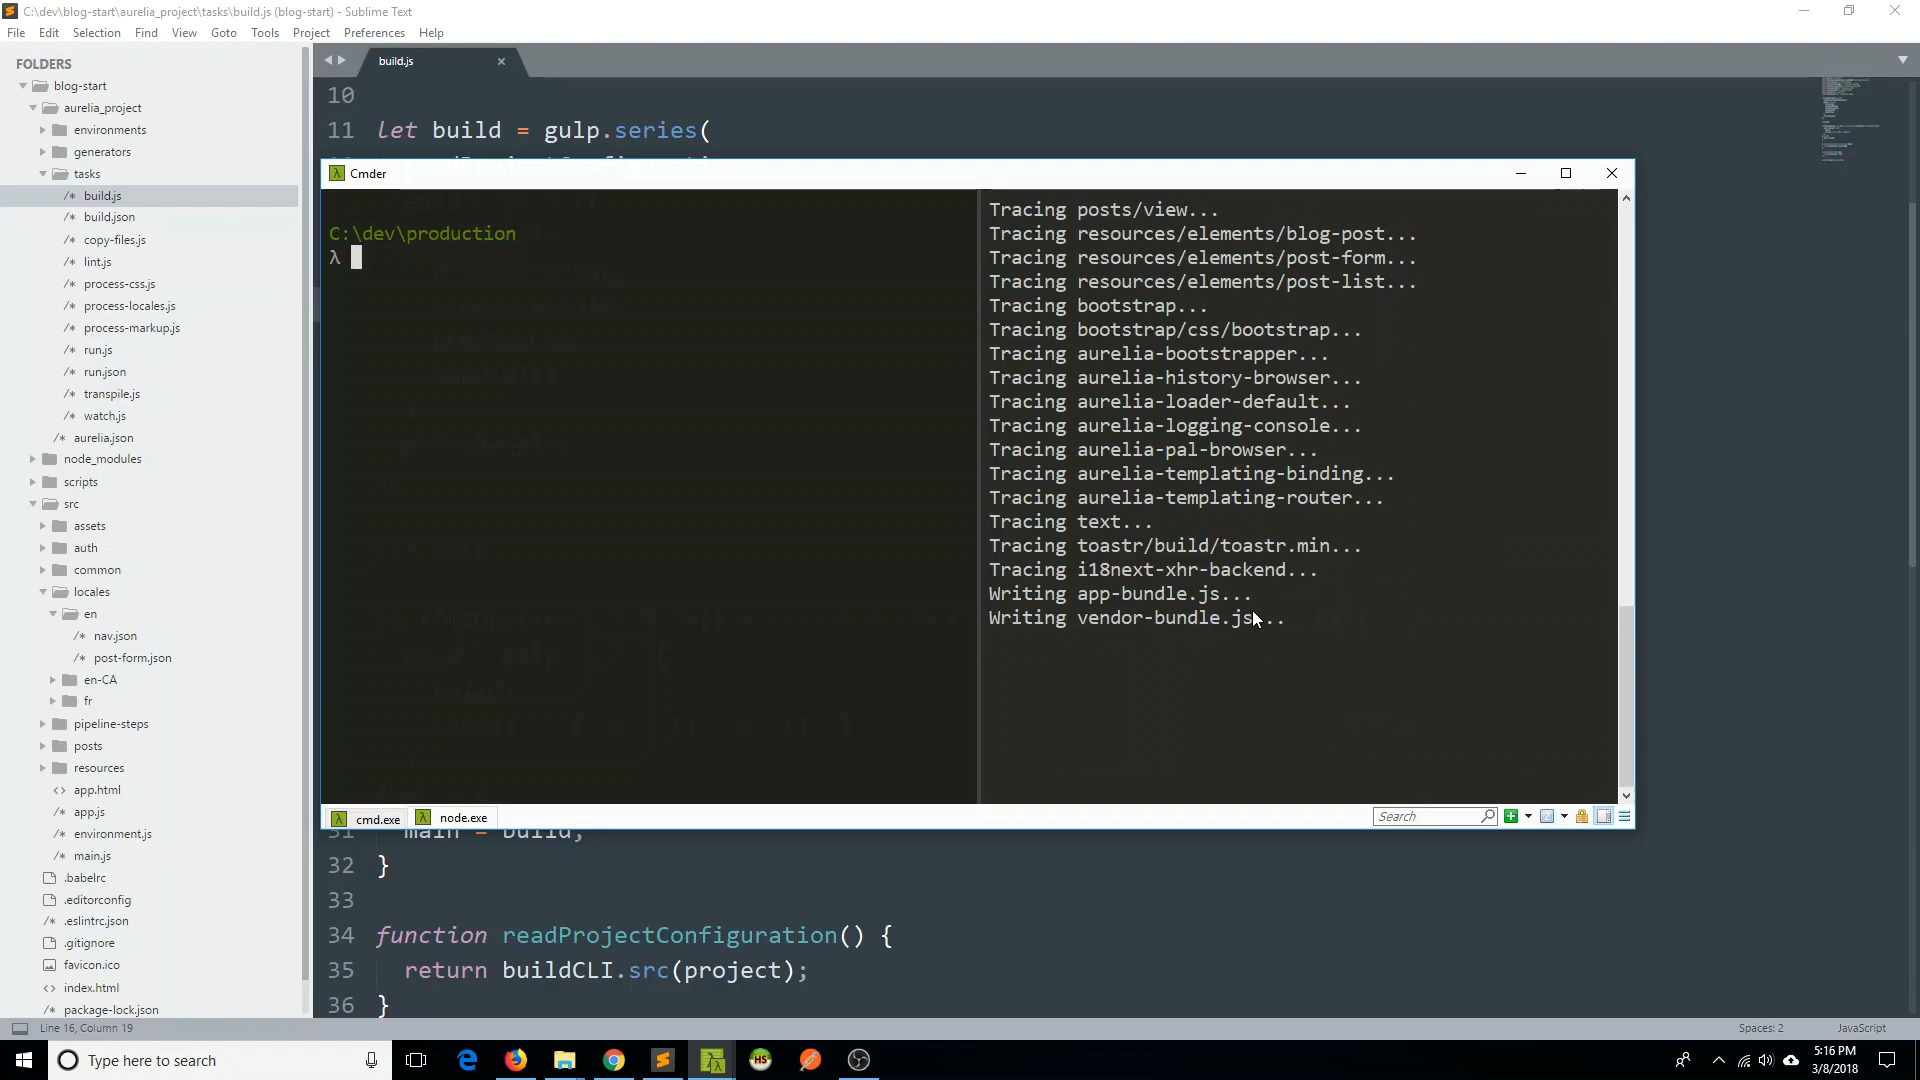 C:\dev\blog-start\aurelia_project\tasks\build.js (blog-start) - Sublime Text
File Edit Selection Find View Goto Tools Project Preferences Help
FOLDERS
blog-start
aurelia_project
environments
generators
tasks
/* build.js
/* build.json
/* copy-files.js
/* lint.js
/* process-css.js
/* process-locales.js
/* process-markup.js
/* run.js
/* run.json
/* transpile.js
/* watch.js
/* aurelia.json
node_modules
scripts
src
assets
auth
common
locales
en
/* nav.json
/* post-form.json
en-CA
fr
pipeline-steps
posts
resources
<> app.html
/* app.js
/* environment.js
/* main.js
.babelrc
.editorconfig
/* .eslintrc.json
.gitignore
favicon.ico
<> index.html
/* package-lock.json
build.js
10
11 let build = gulp.series(
Cmder
C:\dev\production
λ
Tracing posts/view...
Tracing resources/elements/blog-post...
Tracing resources/elements/post-form...
Tracing resources/elements/post-list...
Tracing bootstrap...
Tracing bootstrap/css/bootstrap...
Tracing aurelia-bootstrapper...
Tracing aurelia-history-browser...
Tracing aurelia-loader-default...
Tracing aurelia-logging-console...
Tracing aurelia-pal-browser...
Tracing aurelia-templating-binding...
Tracing aurelia-templating-router...
Tracing text...
Tracing toastr/build/toastr.min...
Tracing i18next-xhr-backend...
Writing app-bundle.js...
Writing vendor-bundle.js...
cmd.exe
node.exe
Search
31 main = build;
32 }
33
34 function readProjectConfiguration() {
35 return buildCLI.src(project);
36 }
Line 16, Column 19
Spaces: 2
JavaScript
Type here to search
HS
5:16 PM
3/8/2018